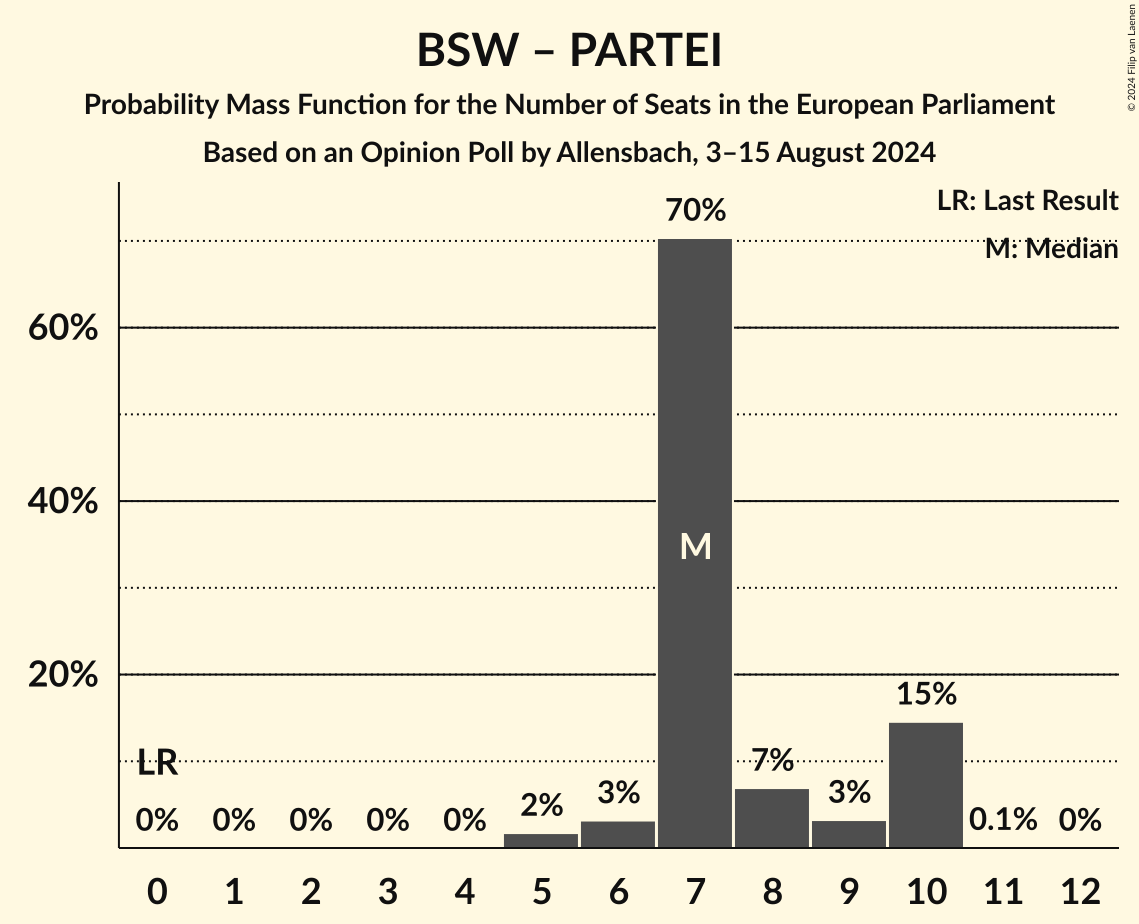 BSW – PARTEI
Probability Mass Function for the Number of Seats in the European Parliament
Based on an Opinion Poll by Allensbach, 3–15 August 2024
© 2024 Filip van Laenen
LR: Last Result
M: Median
60%
40%
20%
LR
M
0% 0% 0% 0% 0% 2% 3% 70% 7% 3% 15% 0.1% 0%
0 1 2 3 4 5 6 7 8 9 10 11 12